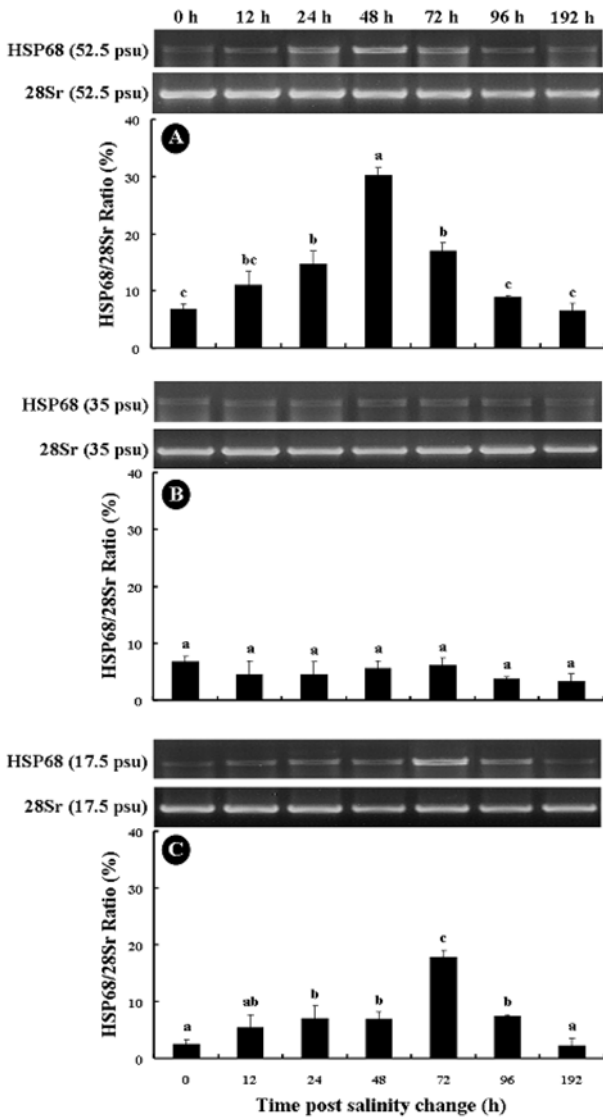 0 h 12 h 24 h 48 h 72 h 96 h 192 h
HSP68 (52.5 psu)
28Sr (52.5 psu)
A
HSP68/28Sr Ratio (%)
40
30
20
10
0
c bc b a b c c
HSP68 (35 psu)
28Sr (35 psu)
B
HSP68/28Sr Ratio (%)
40
30
20
10
0
a a a a a a a
HSP68 (17.5 psu)
28Sr (17.5 psu)
C
HSP68/28Sr Ratio (%)
40
30
20
10
0
a ab b b c b a
0 12 24 48 72 96 192
Time post salinity change (h)